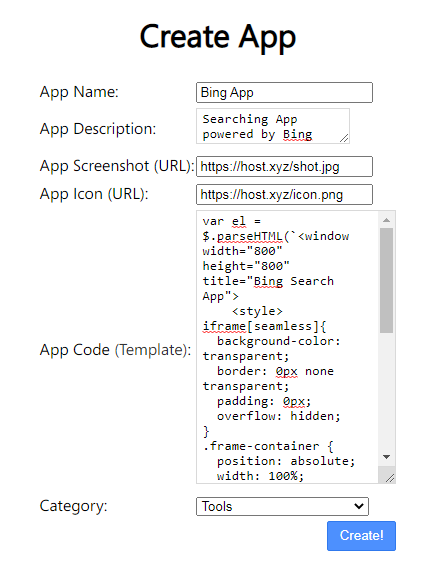 Create App
App Name: Bing App
App Description: Searching App
powered by Bing
App Screenshot (URL): https://host.xyz/shot.jpg
App Icon (URL): https://host.xyz/icon.png
App Code (Template):
var el =
$.parseHTML(`<window
width="800"
height="800"
title="Bing Search
App">
<style>
iframe[seamless]{
background-color:
transparent;
border: 0px none
transparent;
padding: 0px;
overflow: hidden;
}
.frame-container {
position: absolute;
width: 100%;
Category: Tools
Create!